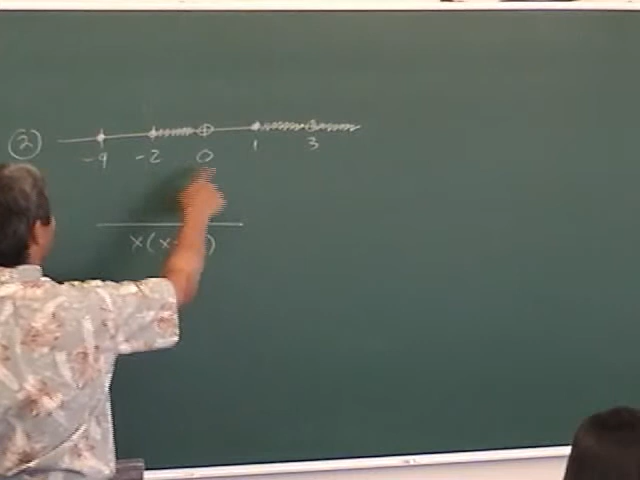 ②
-9 -2 0 1 3
x(x- )